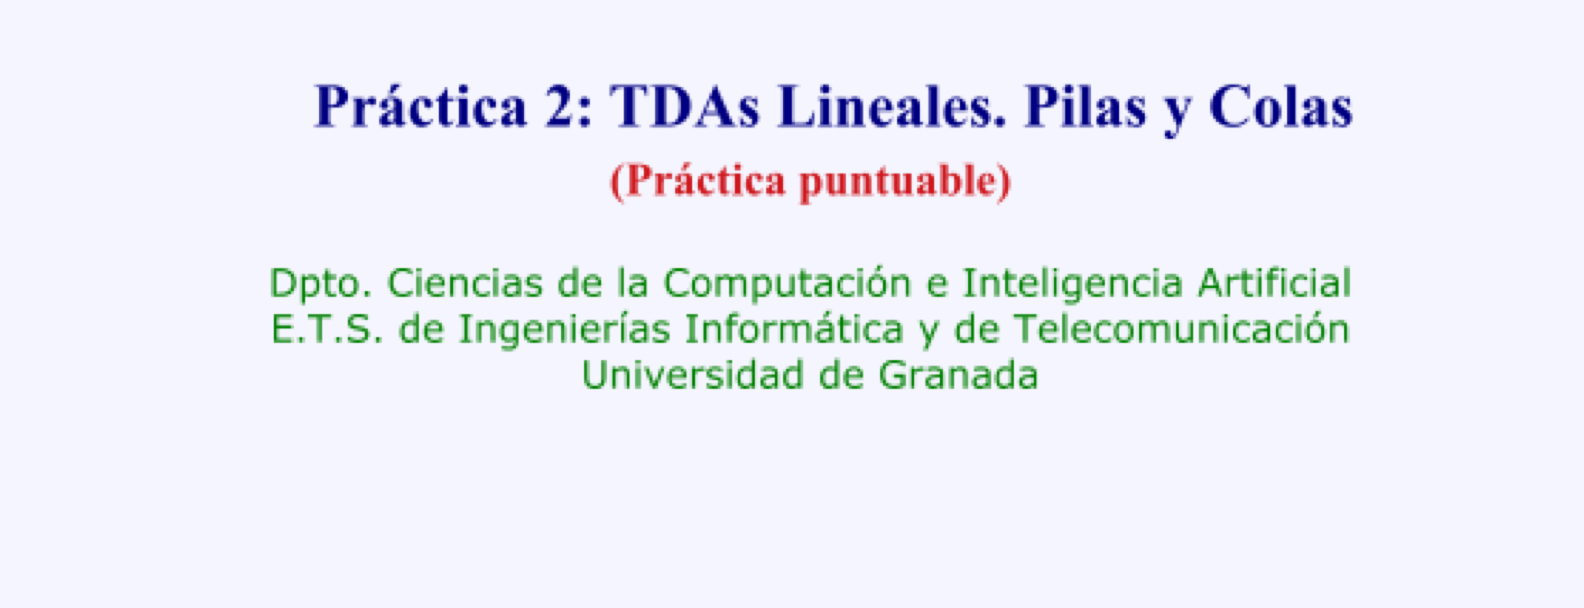 Práctica 2: TDAs Lineales. Pilas y Colas
(Práctica puntuable)
Dpto. Ciencias de la Computación e Inteligencia Artificial
E.T.S. de Ingenierías Informática y de Telecomunicación
Universidad de Granada